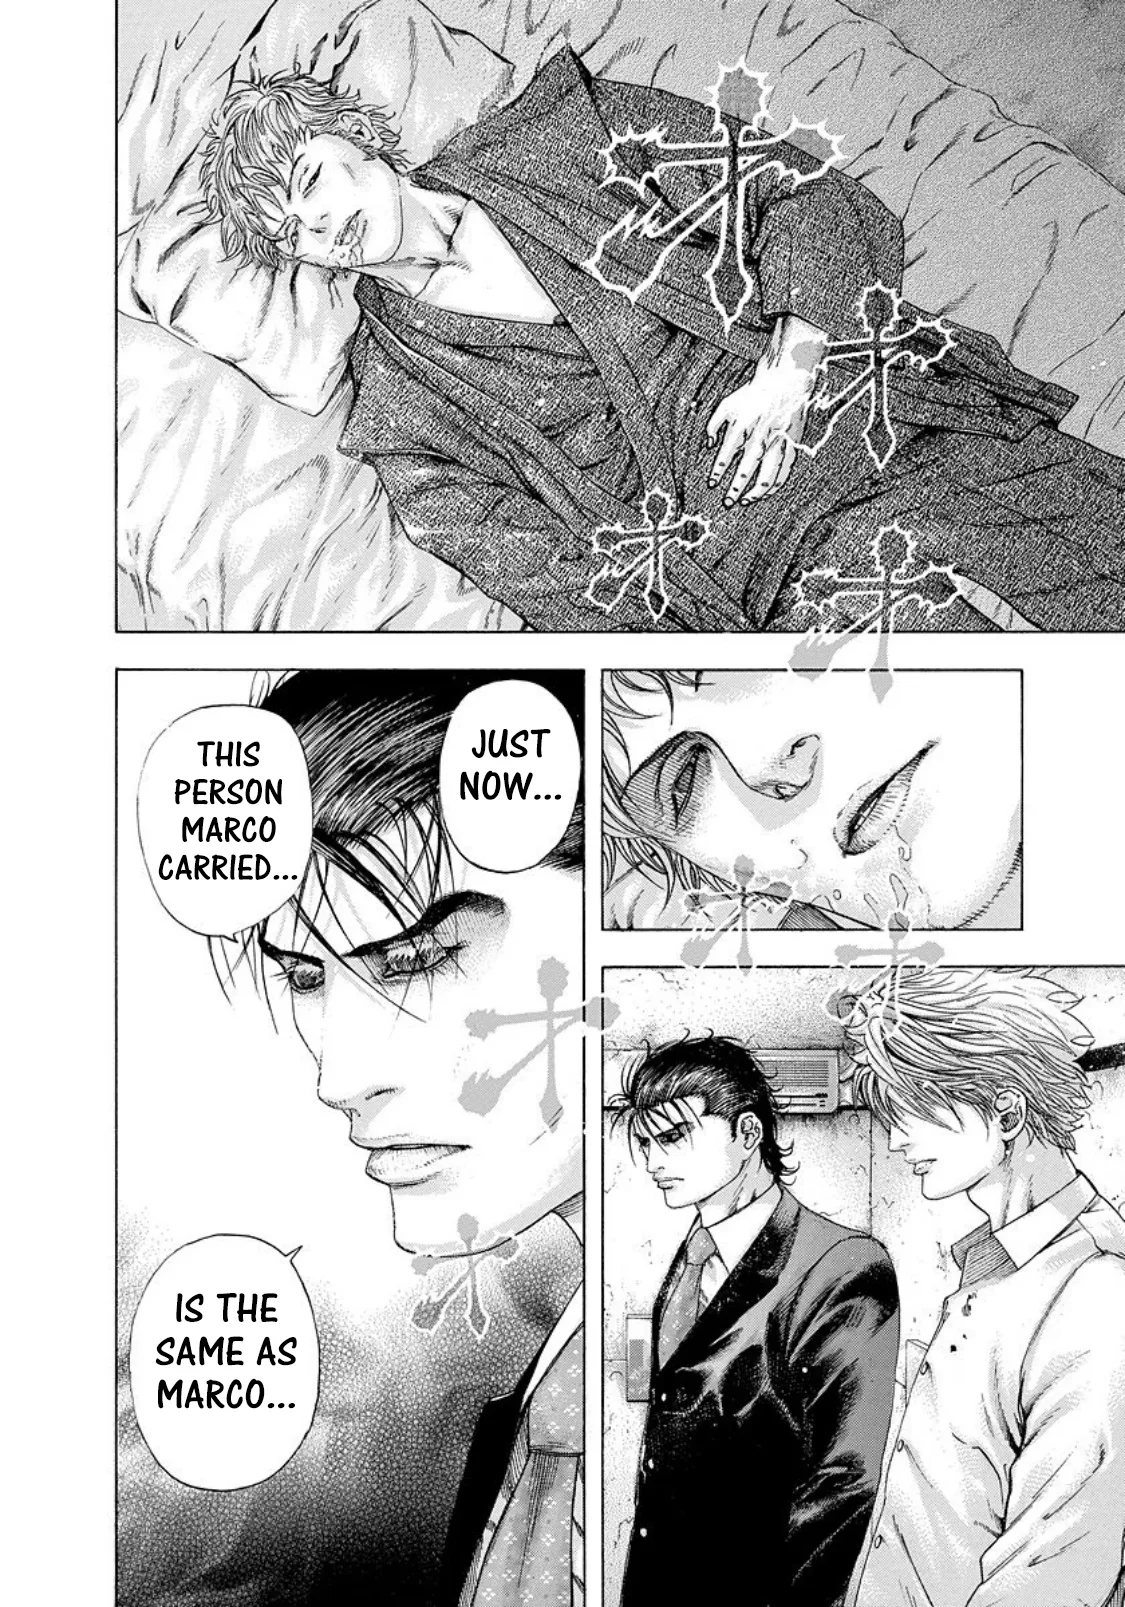 JUST
NOW...
THIS
PERSON
MARCO
CARRIED...
IS THE
SAME AS
MARCO...